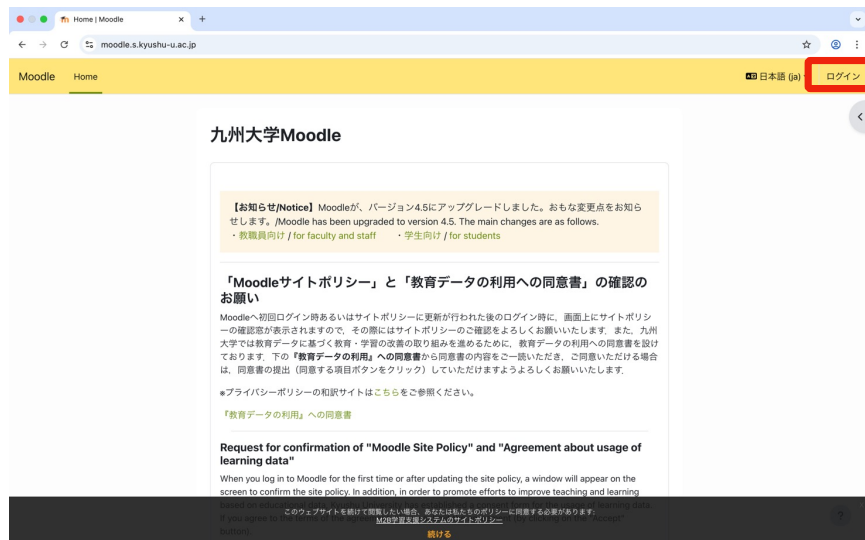 Home | Moodle
moodle.s.kyushu-u.ac.jp
Moodle Home 日本語 (ja) ログイン
九州大学Moodle
【お知らせ/Notice】Moodleが、バージョン4.5にアップグレードしました。おもな変更点をお知ら
せします。/Moodle has been upgraded to version 4.5. The main changes are as follows.
・教職員向け / for faculty and staff ・学生向け / for students
「Moodleサイトポリシー」と「教育データの利用への同意書」の確認の
お願い
Moodleへ初回ログイン時あるいはサイトポリシーに更新が行われた後のログイン時に、画面上にサイトポリシ
ーの確認窓が表示されますので、その際にはサイトポリシーのご確認をよろしくお願いいたします．また、九州
大学では教育データに基づく教育・学習の改善の取り組みを進めるために、教育データの利用への同意書を設け
ております．下の『教育データの利用』への同意書から同意書の内容をご一読いただき、ご同意いただける場合
は、同意書の提出（同意する項目ボタンをクリック）していただけますようよろしくお願いいたします．
※プライバシーポリシーの和訳サイトはこちらをご参照ください。
『教育データの利用』への同意書
Request for confirmation of "Moodle Site Policy" and "Agreement about usage of
learning data"
When you log in to Moodle for the first time or after updating the site policy, a window will appear on the
screen to confirm the site policy. In addition, in order to promote efforts to improve teaching and learning
このウェブサイトを続けて閲覧したい場合、あなたは私たちのポリシーに同意する必要があります:
M2B学習支援システムのサイトポリシー
続ける